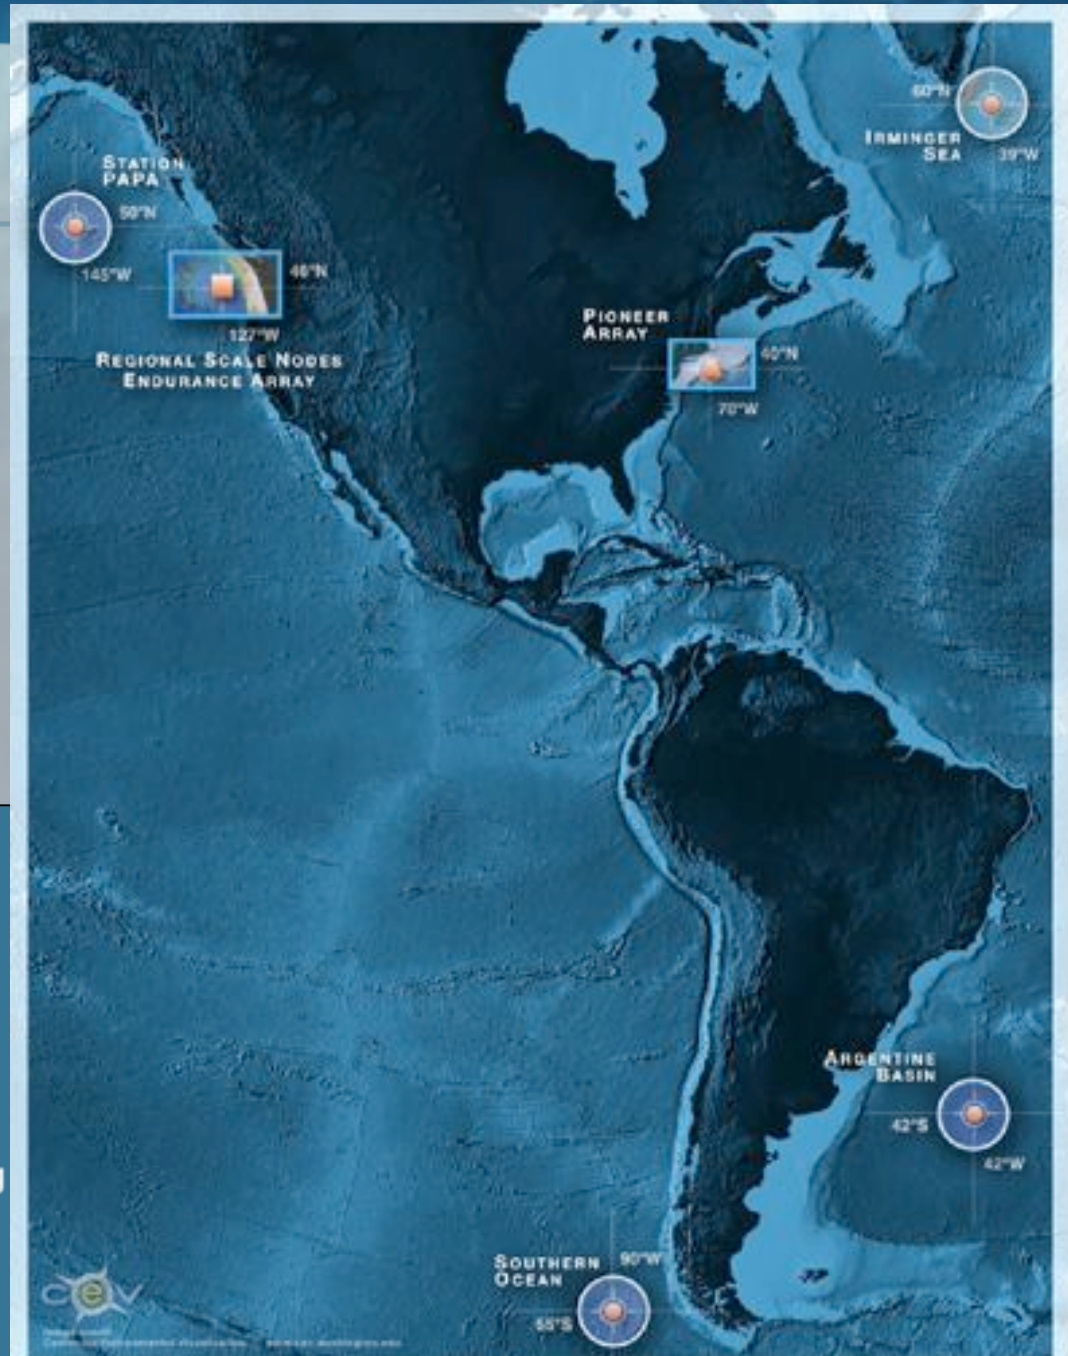 60°N
IRMINGER
SEA
39°W
STATION
PAPA
50°N
145°W
46°N
127°W
REGIONAL SCALE NODES
ENDURANCE ARRAY
PIONEER
ARRAY
40°N
70°W
ARGENTINE
BASIN
42°S
42°W
SOUTHERN
OCEAN
90°W
55°S
cev